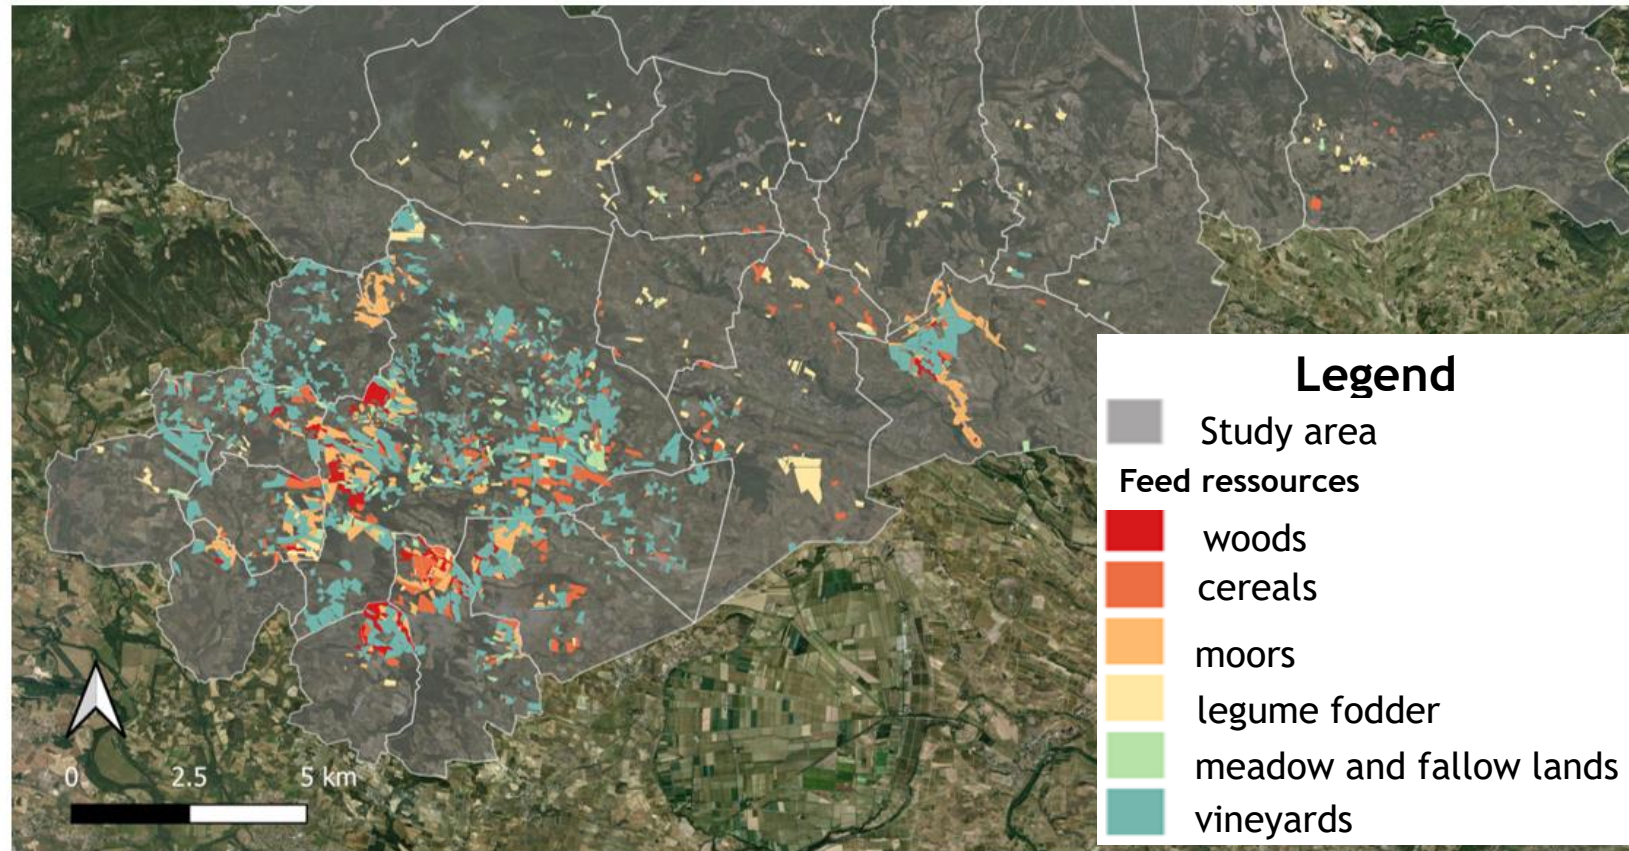 Legend
Study area
Feed ressources
woods
cereals
moors
legume fodder
meadow and fallow lands
vineyards
0 2.5 5 km